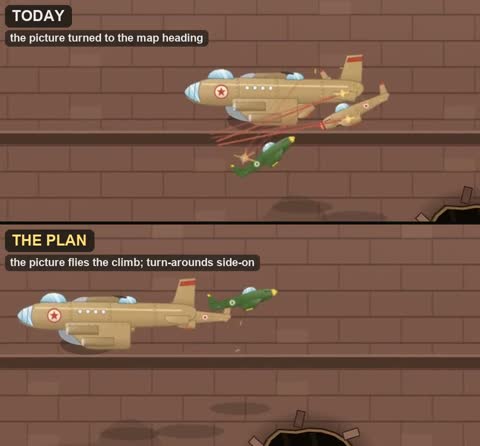 TODAY
the picture turned to the map heading
THE PLAN
the picture flies the climb; turn-arounds side-on